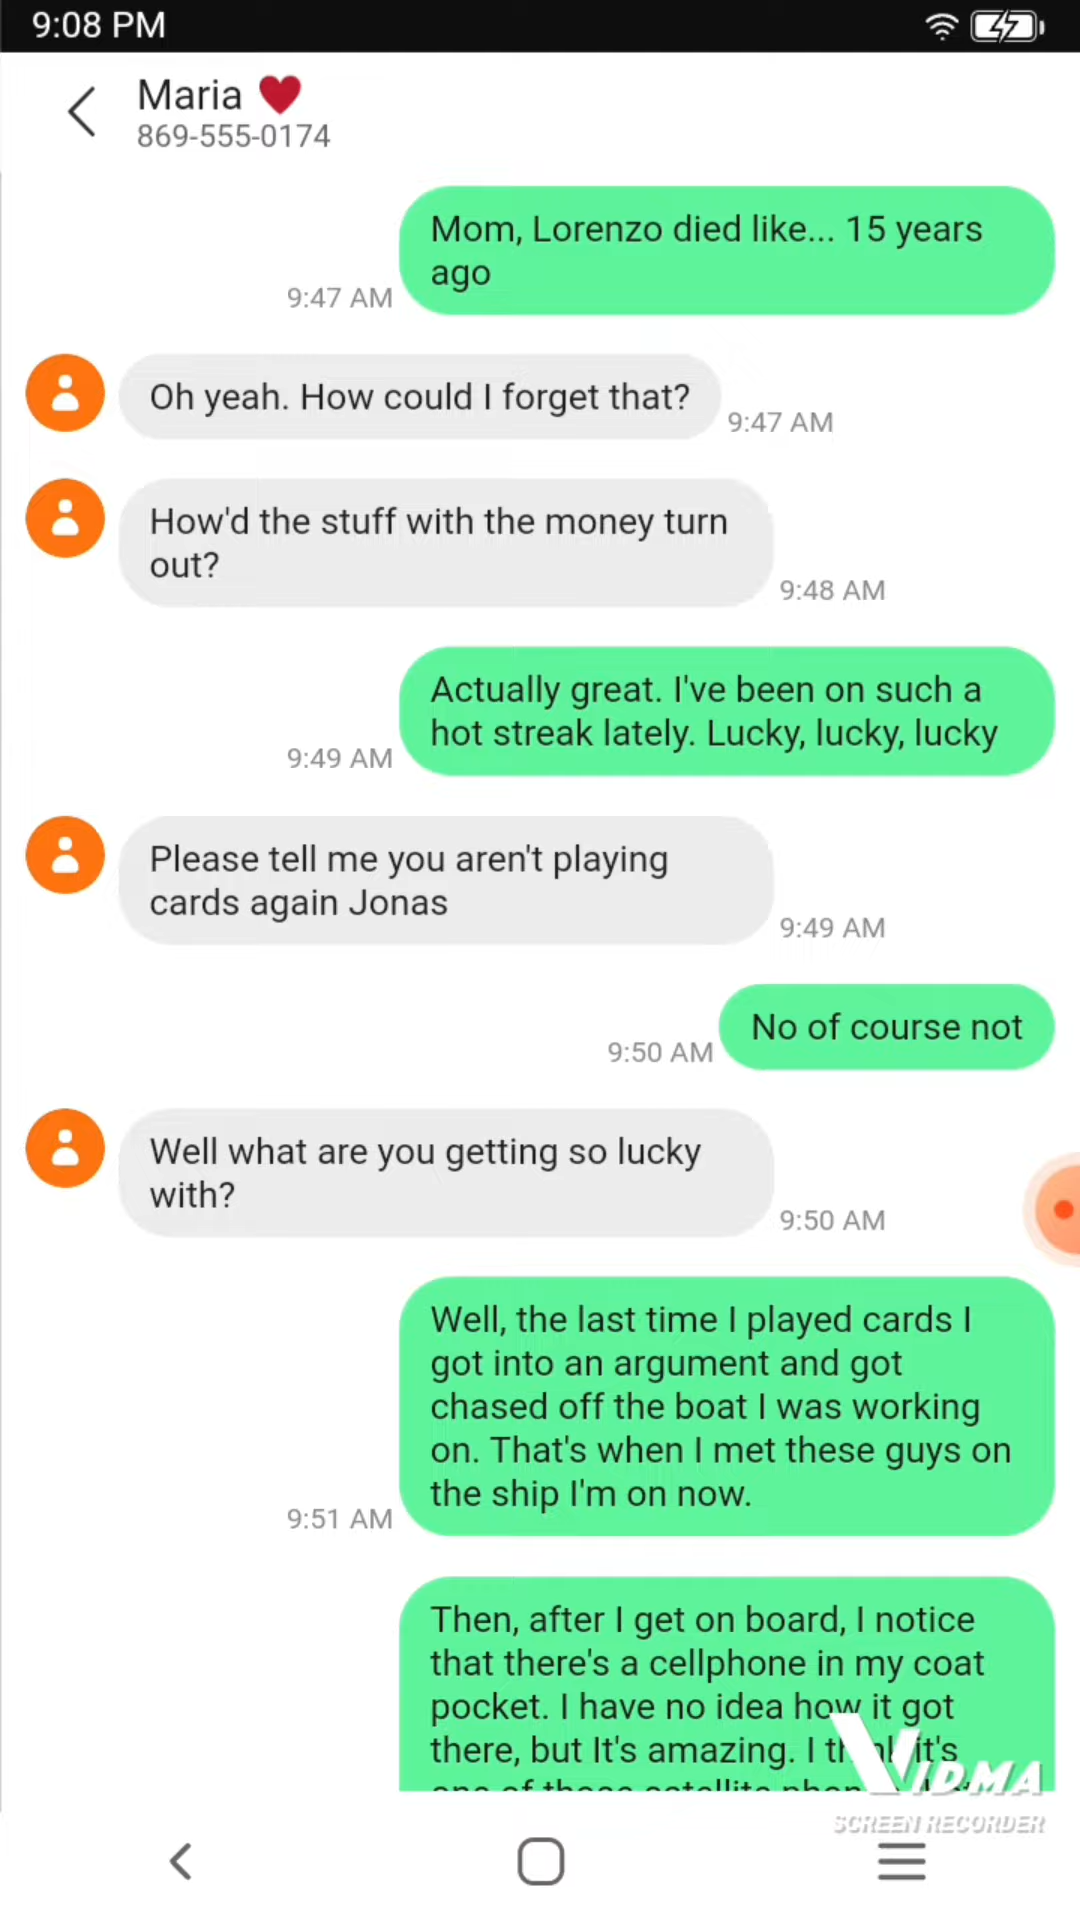 9:08 PM
Maria
869-555-0174
Mom, Lorenzo died like... 15 years
ago
9:47 AM
Oh yeah. How could I forget that?
9:47 AM
How'd the stuff with the money turn
out?
9:48 AM
Actually great. I've been on such a
hot streak lately. Lucky, lucky, lucky
9:49 AM
Please tell me you aren't playing
cards again Jonas
9:49 AM
No of course not
9:50 AM
Well what are you getting so lucky
with?
9:50 AM
Well, the last time I played cards I
got into an argument and got
chased off the boat I was working
on. That's when I met these guys on
the ship I'm on now.
9:51 AM
Then, after I get on board, I notice
that there's a cellphone in my coat
pocket. I have no idea how it got
there, but It's amazing. I think it's
one of those satellite
VIDMA
SCREEN RECORDER